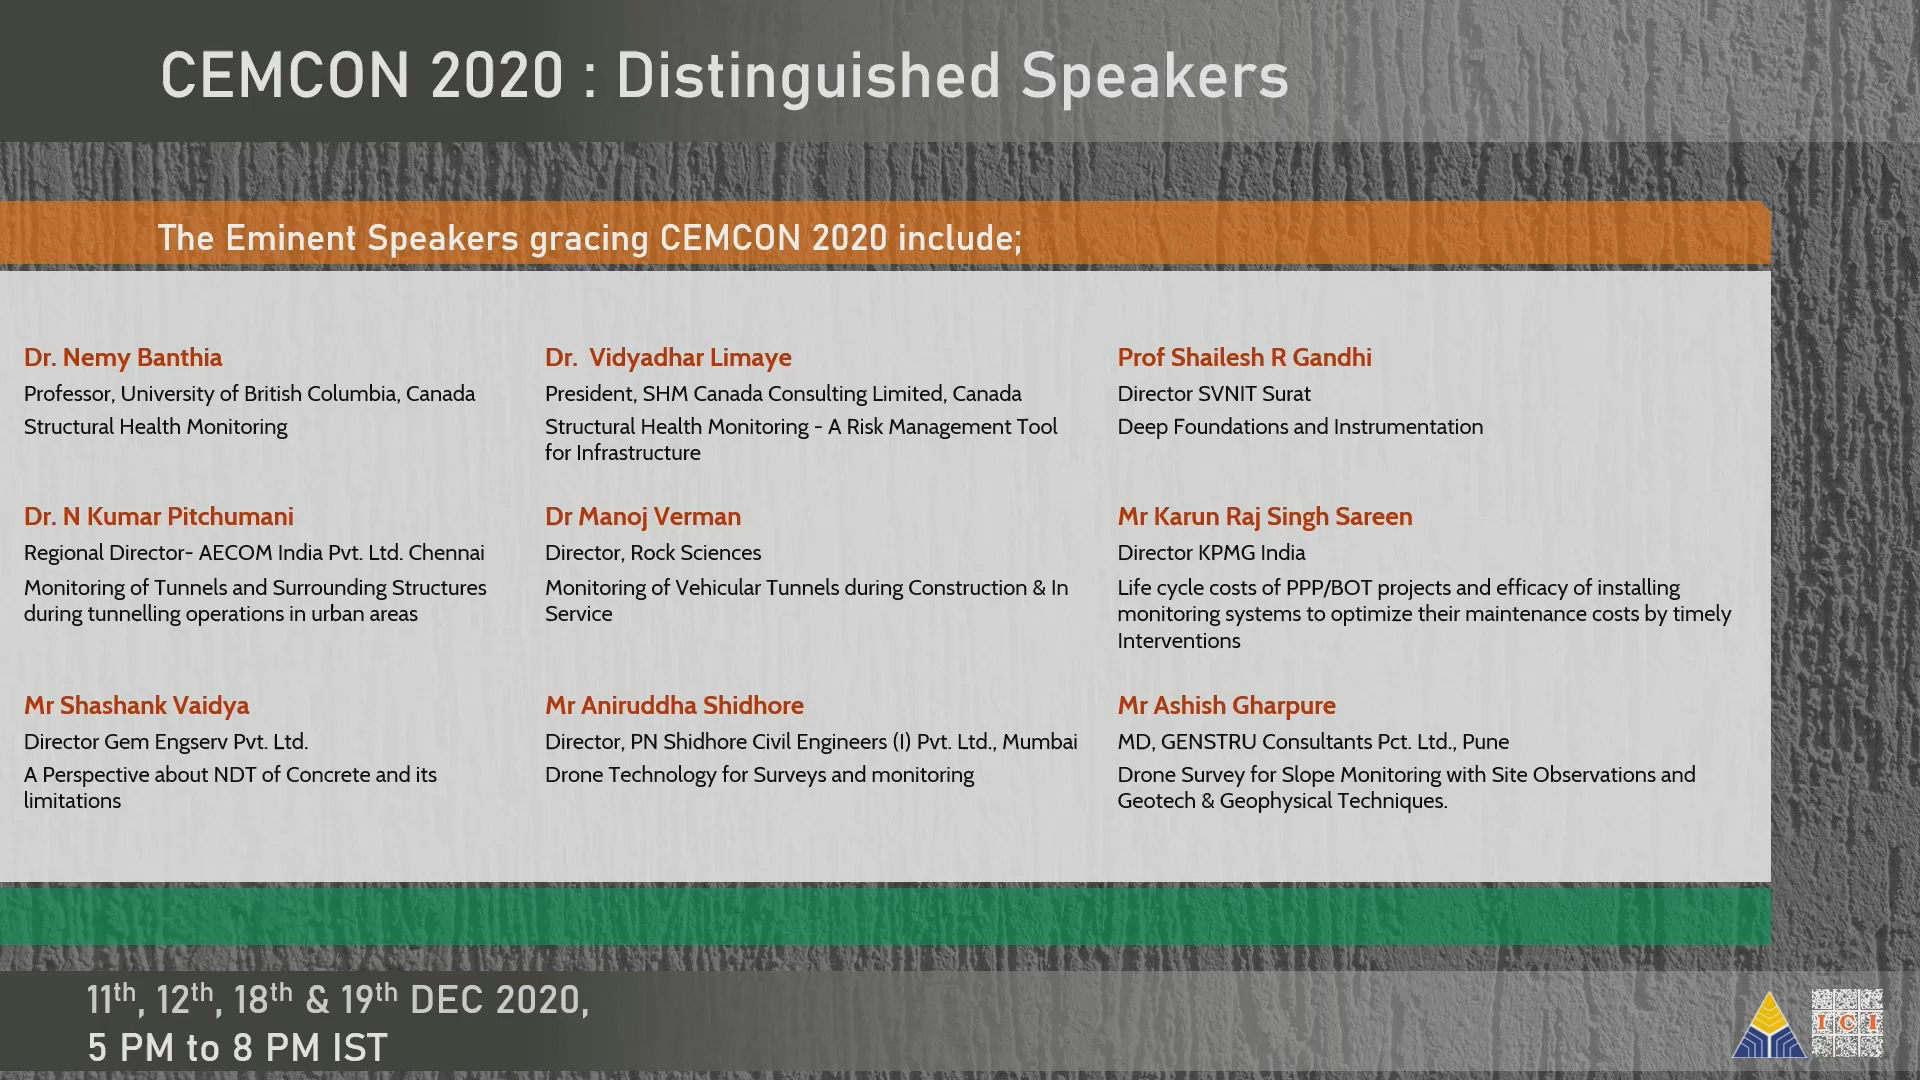 CEMCON 2020 : Distinguished Speakers
The Eminent Speakers gracing CEMCON 2020 include;
Dr. Nemy Banthia
Professor, University of British Columbia, Canada
Structural Health Monitoring
Dr.  Vidyadhar Limaye
President, SHM Canada Consulting Limited, Canada
Structural Health Monitoring - A Risk Management Tool
for Infrastructure
Prof Shailesh R Gandhi
Director SVNIT Surat
Deep Foundations and Instrumentation
Dr. N Kumar Pitchumani
Regional Director- AECOM India Pvt. Ltd. Chennai
Monitoring of Tunnels and Surrounding Structures
during tunnelling operations in urban areas
Dr Manoj Verman
Director, Rock Sciences
Monitoring of Vehicular Tunnels during Construction & In
Service
Mr Karun Raj Singh Sareen
Director KPMG India
Life cycle costs of PPP/BOT projects and efficacy of installing
monitoring systems to optimize their maintenance costs by timely
Interventions
Mr Shashank Vaidya
Director Gem Engserv Pvt. Ltd.
A Perspective about NDT of Concrete and its
limitations
Mr Aniruddha Shidhore
Director, PN Shidhore Civil Engineers (I) Pvt. Ltd., Mumbai
Drone Technology for Surveys and monitoring
Mr Ashish Gharpure
MD, GENSTRU Consultants Pct. Ltd., Pune
Drone Survey for Slope Monitoring with Site Observations and
Geotech & Geophysical Techniques.
11th, 12th, 18th & 19th DEC 2020,
5 PM to 8 PM IST
ICI